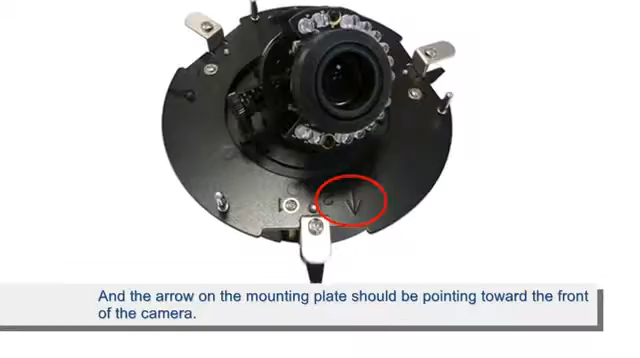 And the arrow on the mounting plate should be pointing toward the front
of the camera.